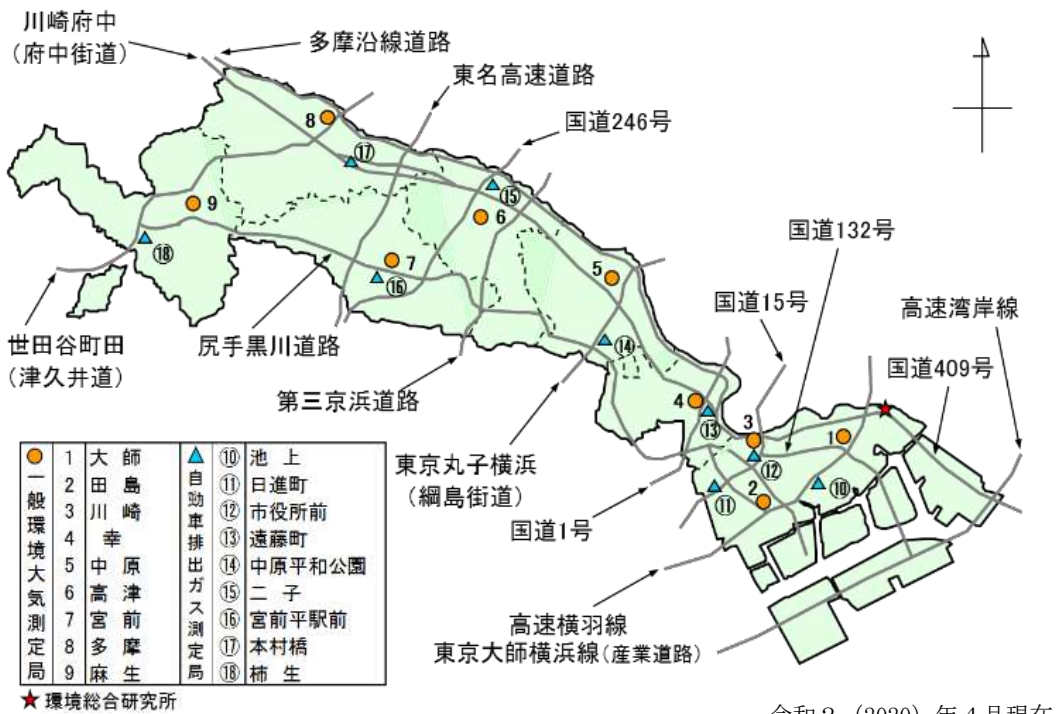 川崎府中
(府中街道)
多摩沿線道路
東名高速道路
国道246号
国道132号
国道15号
高速湾岸線
国道409号
世田谷町田
(津久井道)
尻手黒川道路
第三京浜道路
東京丸子横浜
(綱島街道)
国道1号
高速横羽線
東京大師横浜線(産業道路)
8
⑰
⑮
9
6
⑱
7
⑯
5
⑭
4
⑬
3
⑫
1
⑪
2
⑩
一般環境大気測定局
1 大師
2 田島
3 川崎
4 幸
5 中原
6 高津
7 宮前
8 多摩
9 麻生
自動車排出ガス測定局
⑩ 池上
⑪ 日進町
⑫ 市役所前
⑬ 遠藤町
⑭ 中原平和公園
⑮ 二子
⑯ 宮前平駅前
⑰ 本村橋
⑱ 柿生
★ 環境総合研究所